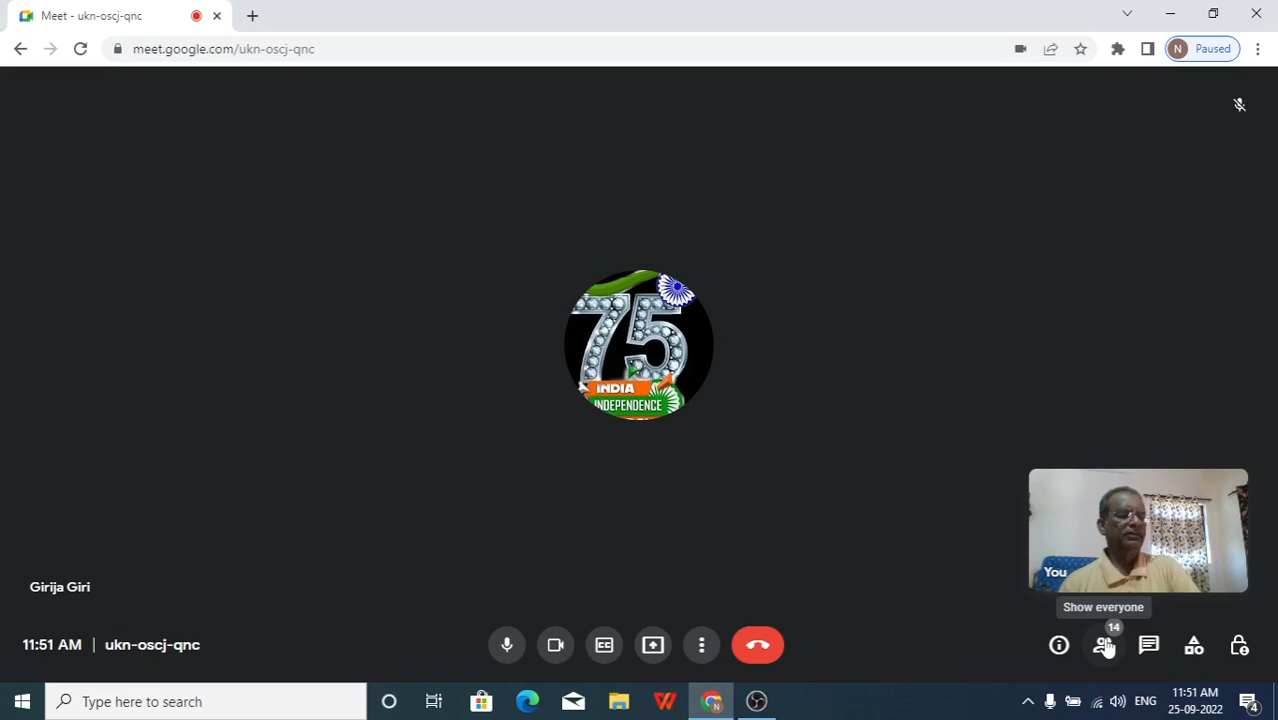 Meet - ukn-oscj-qnc
meet.google.com/ukn-oscj-qnc
N
Paused
75
INDIA
INDEPENDENCE
You
Girija Giri
Show everyone
14
11:51 AM | ukn-oscj-qnc
CC
Type here to search
N
ENG
11:51 AM
25-09-2022
4